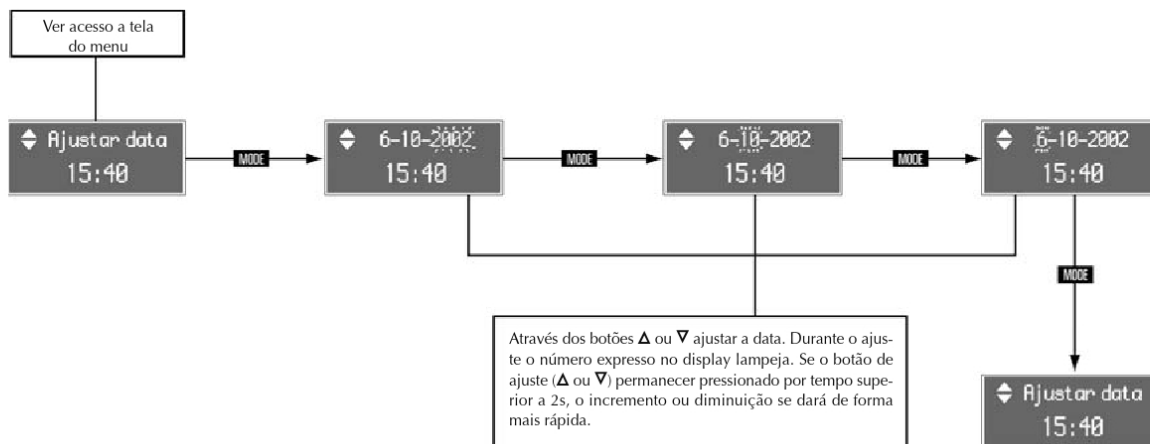 Ver acesso a tela
do menu
Ajustar data
15:40
MODE
6-10-2002
15:40
MODE
6-10-2002
15:40
MODE
6-10-2002
15:40
MODE
Através dos botões Δ ou ∇ ajustar a data. Durante o ajus-
te o número expresso no display lampeja. Se o botão de
ajuste (Δ ou ∇) permanecer pressionado por tempo supe-
rior a 2s, o incremento ou diminuição se dará de forma
mais rápida.
Ajustar data
15:40